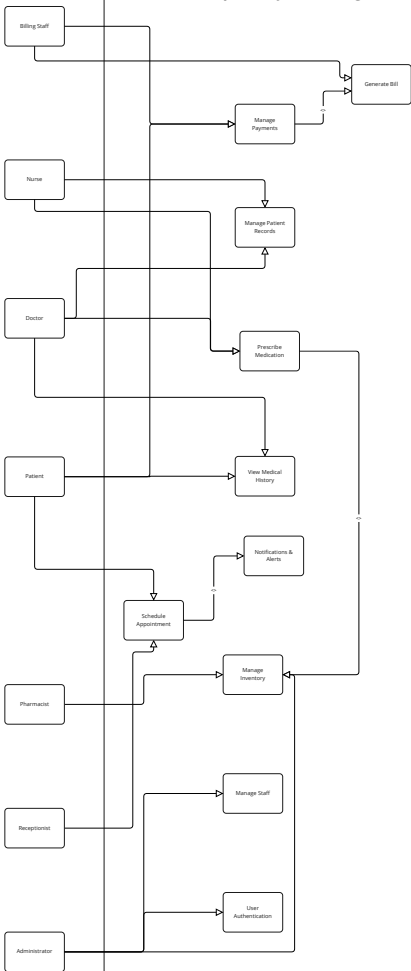 Billing Staff
Generate Bill
Manage
Payments
Nurse
Manage Patient
Records
Doctor
Prescribe
Medication
Patient
View Medical
History
Notifications &
Alerts
Schedule
Appointment
Manage
Inventory
Pharmacist
Manage Staff
Receptionist
User
Authentication
Administrator